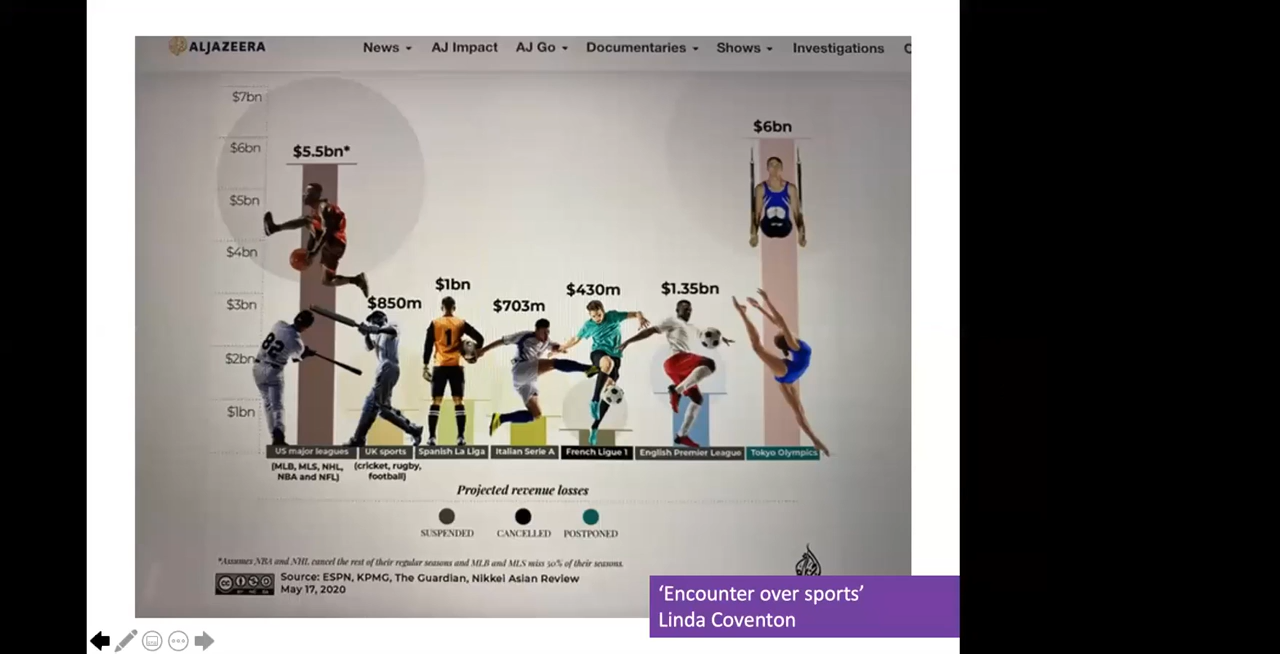 ALJAZEERA
News AJ Impact AJ Go Documentaries Shows Investigations C
$7bn
$6bn
$5bn
$4bn
$3bn
$2bn
$1bn
$5.5bn*
$850m
$1bn
$703m
$430m
$1.35bn
$6bn
82
1
US major leagues
(MLB, MLS, NHL,
NBA and NFL)
UK sports
(cricket, rugby,
football)
Spanish La Liga
Italian Serie A
French Ligue 1
English Premier League
Tokyo Olympics
Projected revenue losses
SUSPENDED CANCELLED POSTPONED
*Assumes NBA and NHL cancel the rest of their regular seasons and MLB and MLS miss 50% of their seasons.
cc
Source: ESPN, KPMG, The Guardian, Nikkei Asian Review
May 17, 2020
‘Encounter over sports’
Linda Coventon